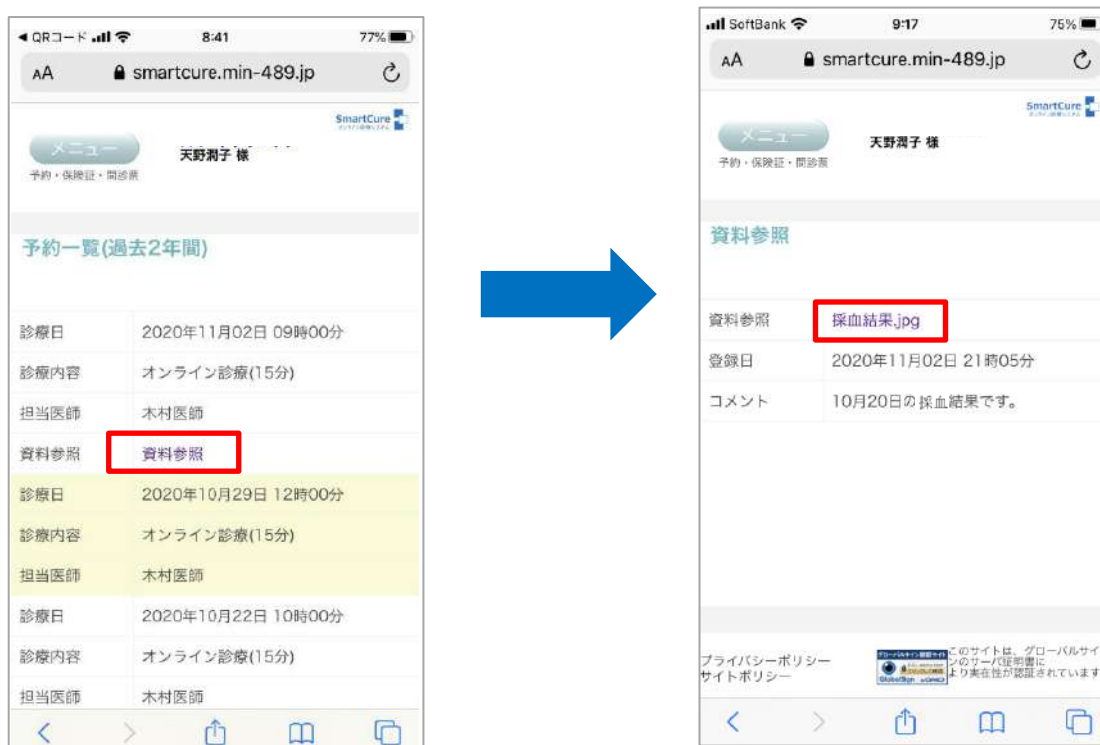 QRコード
8:41
77%
AA
smartcure.min-489.jp
SmartCure
メニュー
天野潤子 様
予約・保険証・問診票
予約一覧(過去2年間)
診療日 2020年11月02日 09時00分
診療内容 オンライン診療(15分)
担当医師 木村医師
資料参照 資料参照
診療日 2020年10月29日 12時00分
診療内容 オンライン診療(15分)
担当医師 木村医師
診療日 2020年10月22日 10時00分
診療内容 オンライン診療(15分)
担当医師 木村医師
SoftBank
9:17
75%
AA
smartcure.min-489.jp
SmartCure
メニュー
天野潤子 様
予約・保険証・問診票
資料参照
資料参照 採血結果.jpg
登録日 2020年11月02日 21時05分
コメント 10月20日の採血結果です。
プライバシーポリシー
サイトポリシー
GlobalSign
このサイトは、グローバルサイ
ンのサーバ証明書に
より実在性が認証されています